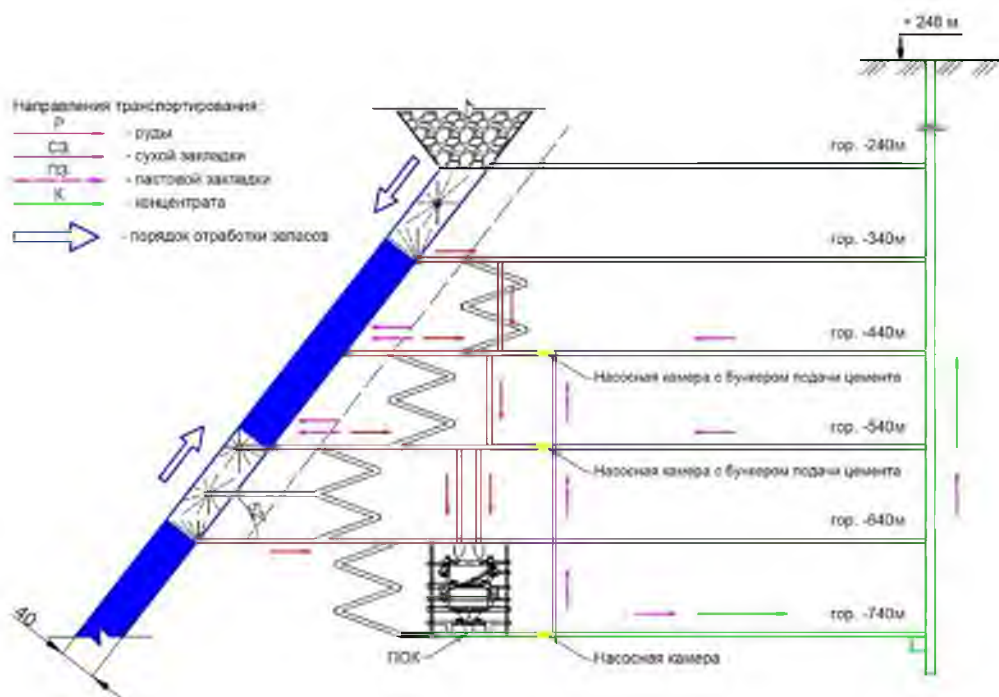 + 246 м
Направления транспортирования:
Р - руды
СЗ - сухой закладки
ПЗ - пастовой закладки
К - концентрата
- порядок отработки запасов
гор. -240м
гор. -340м
гор. -440м
Насосная камера с бункером подачи цемента
гор. -540м
Насосная камера с бункером подачи цемента
гор. -640м
гор. -740м
40
ПОК
Насосная камера